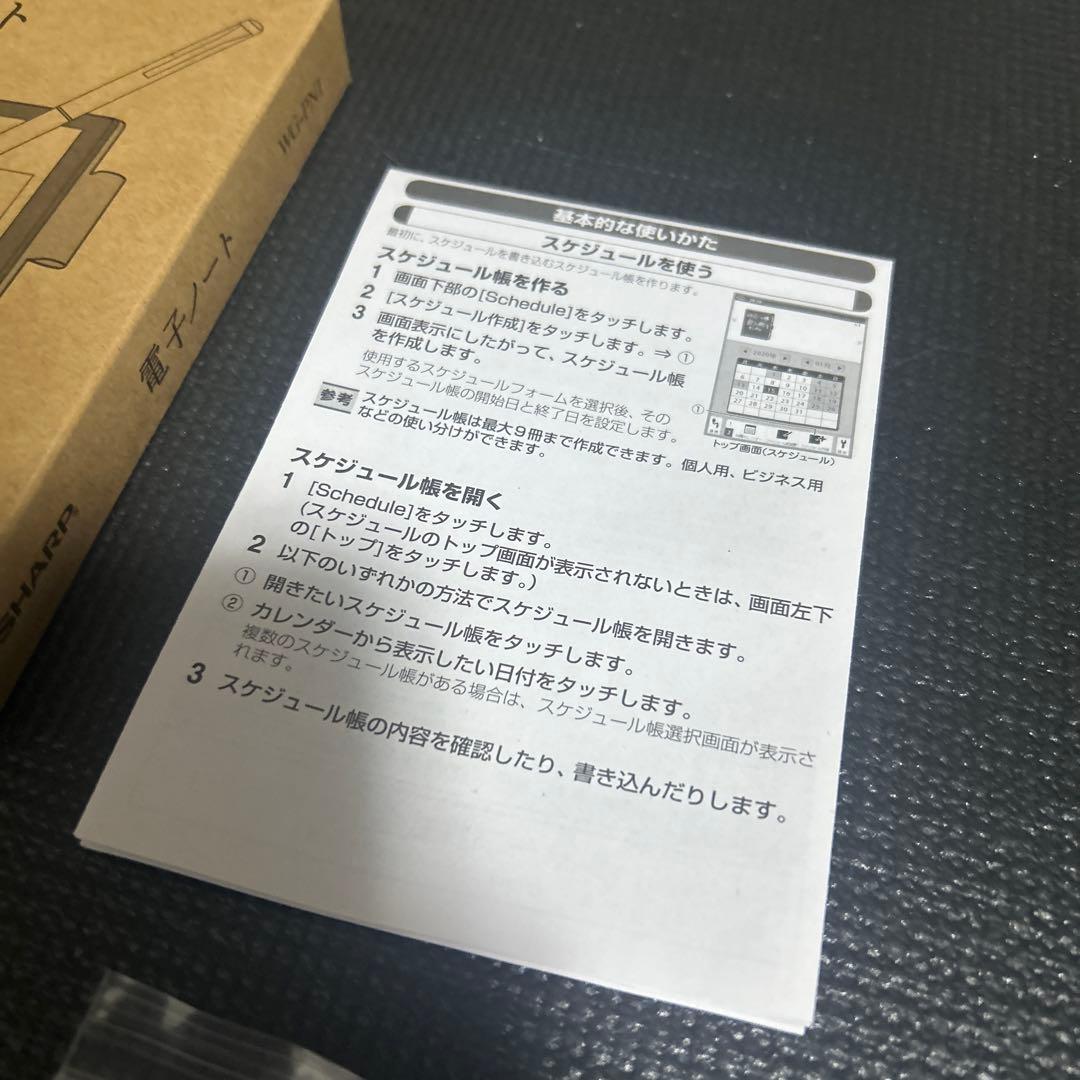 ト
WG-PN1
電子ノート
SHARP
基本的な使いかた
スケジュールを使う
最初に、スケジュールを書き込むスケジュール帳を作ります。
スケジュール帳を作る
1 画面下部の[Schedule]をタッチします。
2 [スケジュール作成]をタッチします。⇒ ①
3 画面表示にしたがって、スケジュール帳
を作成します。
使用するスケジュールフォームを選択後、その
スケジュール帳の開始日と終了日を設定します。
①
トップ画面(スケジュール)
参考 スケジュール帳は最大9冊まで作成できます。個人用、ビジネス用
などの使い分けができます。
スケジュール帳を開く
1 [Schedule]をタッチします。
(スケジュールのトップ画面が表示されないときは、画面左下
の[トップ]をタッチします。)
2 以下のいずれかの方法でスケジュール帳を開きます。
① 開きたいスケジュール帳をタッチします。
② カレンダーから表示したい日付をタッチします。
複数のスケジュール帳がある場合は、スケジュール帳選択画面が表示さ
れます。
3 スケジュール帳の内容を確認したり、書き込んだりします。